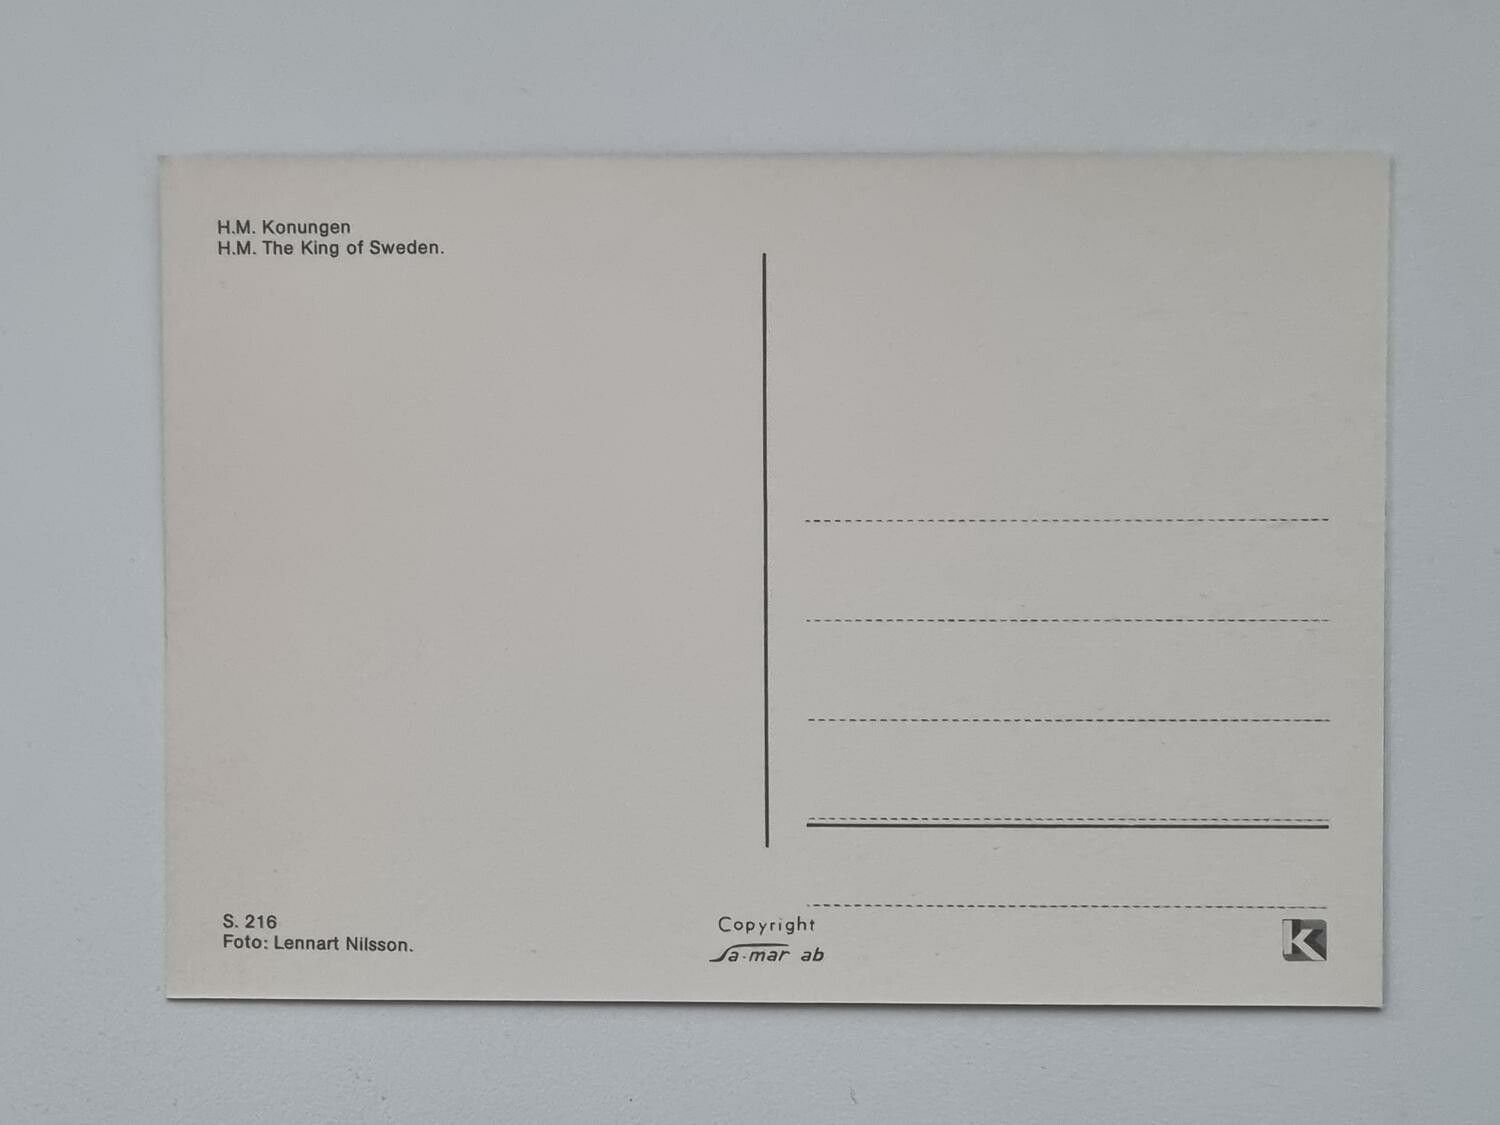 H.M. Konungen
H.M. The King of Sweden.
S. 216
Foto: Lennart Nilsson.
Copyright
Sa-mar ab
K